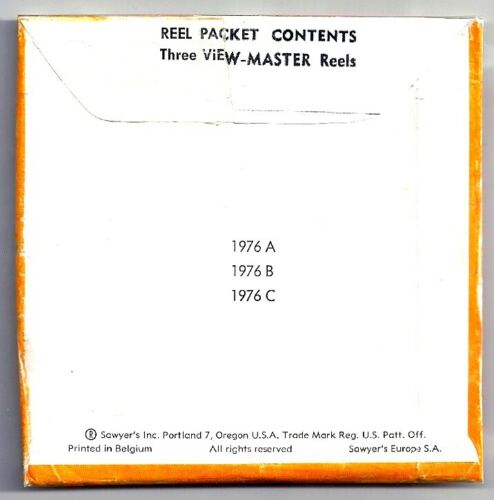 REEL PACKET CONTENTS
Three ViEW-MASTER Reels
1976 A
1976 B
1976 C
® Sawyer's Inc. Portland 7, Oregon U.S.A. Trade Mark Reg. U.S. Patt. Off.
Printed in Belgium All rights reserved Sawyer's Europe S.A.